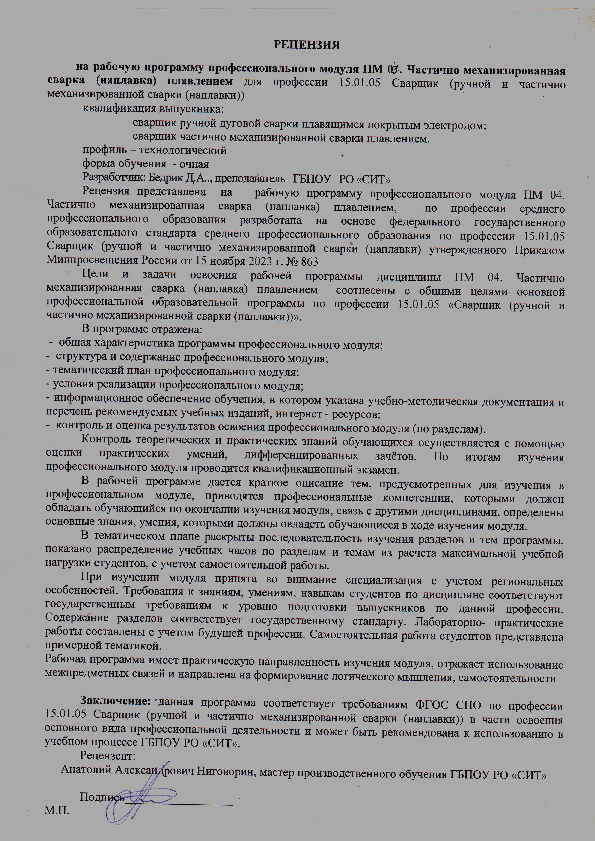 РЕЦЕНЗИЯ
на рабочую программу профессионального модуля ПМ 03. Частично механизированная
сварка (наплавка) плавлением для профессии 15.01.05 Сварщик (ручной и частично
механизированной сварки (наплавки))
квалификация выпускника:
сварщик ручной дуговой сварки плавящимся покрытым электродом;
сварщик частично механизированной сварки плавлением.
профиль – технологический
форма обучения - очная
Разработчик: Бедрик Д.А., преподаватель ГБПОУ РО «СИТ»
Рецензия представлена на рабочую программу профессионального модуля ПМ 04.
Частично механизированная сварка (наплавка) плавлением, по профессии среднего
профессионального образования разработана на основе федерального государственного
образовательного стандарта среднего профессионального образования по профессии 15.01.05
Сварщик (ручной и частично механизированной сварки (наплавки) утвержденного Приказом
Минпросвещения России от 15 ноября 2023 г. № 863
Цели и задачи освоения рабочей программы дисциплины ПМ 04. Частично
механизированная сварка (наплавка) плавлением соотнесены с общими целями основной
профессиональной образовательной программы по профессии 15.01.05 «Сварщик (ручной и
частично механизированной сварки (наплавки))».
В программе отражена:
- общая характеристика программы профессионального модуля;
- структура и содержание профессионального модуля;
- тематический план профессионального модуля;
- условия реализации профессионального модуля;
- информационное обеспечение обучения, в котором указана учебно-методическая документация и
перечень рекомендуемых учебных изданий, интернет - ресурсов;
- контроль и оценка результатов освоения профессионального модуля (по разделам).
Контроль теоретических и практических знаний обучающихся осуществляется с помощью
оценки практических умений, дифференцированных зачётов. По итогам изучения
профессионального модуля проводится квалификационный экзамен.
В рабочей программе дается краткое описание тем, предусмотренных для изучения в
профессиональном модуле, приводятся профессиональные компетенции, которыми должен
обладать обучающийся по окончании изучения модуля, связь с другими дисциплинами, определены
основные знания, умения, которыми должны овладеть обучающиеся в ходе изучения модуля.
В тематическом плане раскрыты последовательность изучения разделов и тем программы,
показано распределение учебных часов по разделам и темам из расчета максимальной учебной
нагрузки студентов, с учетом самостоятельной работы.
При изучении модуля принята во внимание специализация с учетом региональных
особенностей. Требования к знаниям, умениям, навыкам студентов по дисциплине соответствуют
государственным требованиям к уровню подготовки выпускников по данной профессии.
Содержание разделов соответствует государственному стандарту. Лабораторно- практические
работы составлены с учетом будущей профессии. Самостоятельная работа студентов представлена
примерной тематикой.
Рабочая программа имеет практическую направленность изучения модуля, отражает использование
межпредметных связей и направлена на формирование логического мышления, самостоятельности
Заключение: данная программа соответствует требованиям ФГОС СПО по профессии
15.01.05 Сварщик (ручной и частично механизированной сварки (наплавки)) в части освоения
основного вида профессиональной деятельности и может быть рекомендована к использованию в
учебном процессе ГБПОУ РО «СИТ».
Рецензент:
Анатолий Александрович Ниговорин, мастер производственного обучения ГБПОУ РО «СИТ»
Подпись
М.П.